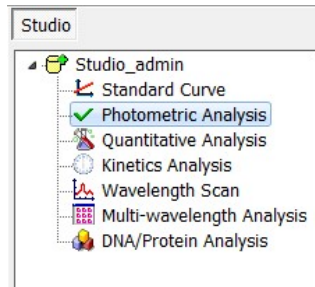 Studio
Studio_admin
Standard Curve
Photometric Analysis
Quantitative Analysis
Kinetics Analysis
Wavelength Scan
Multi-wavelength Analysis
DNA/Protein Analysis